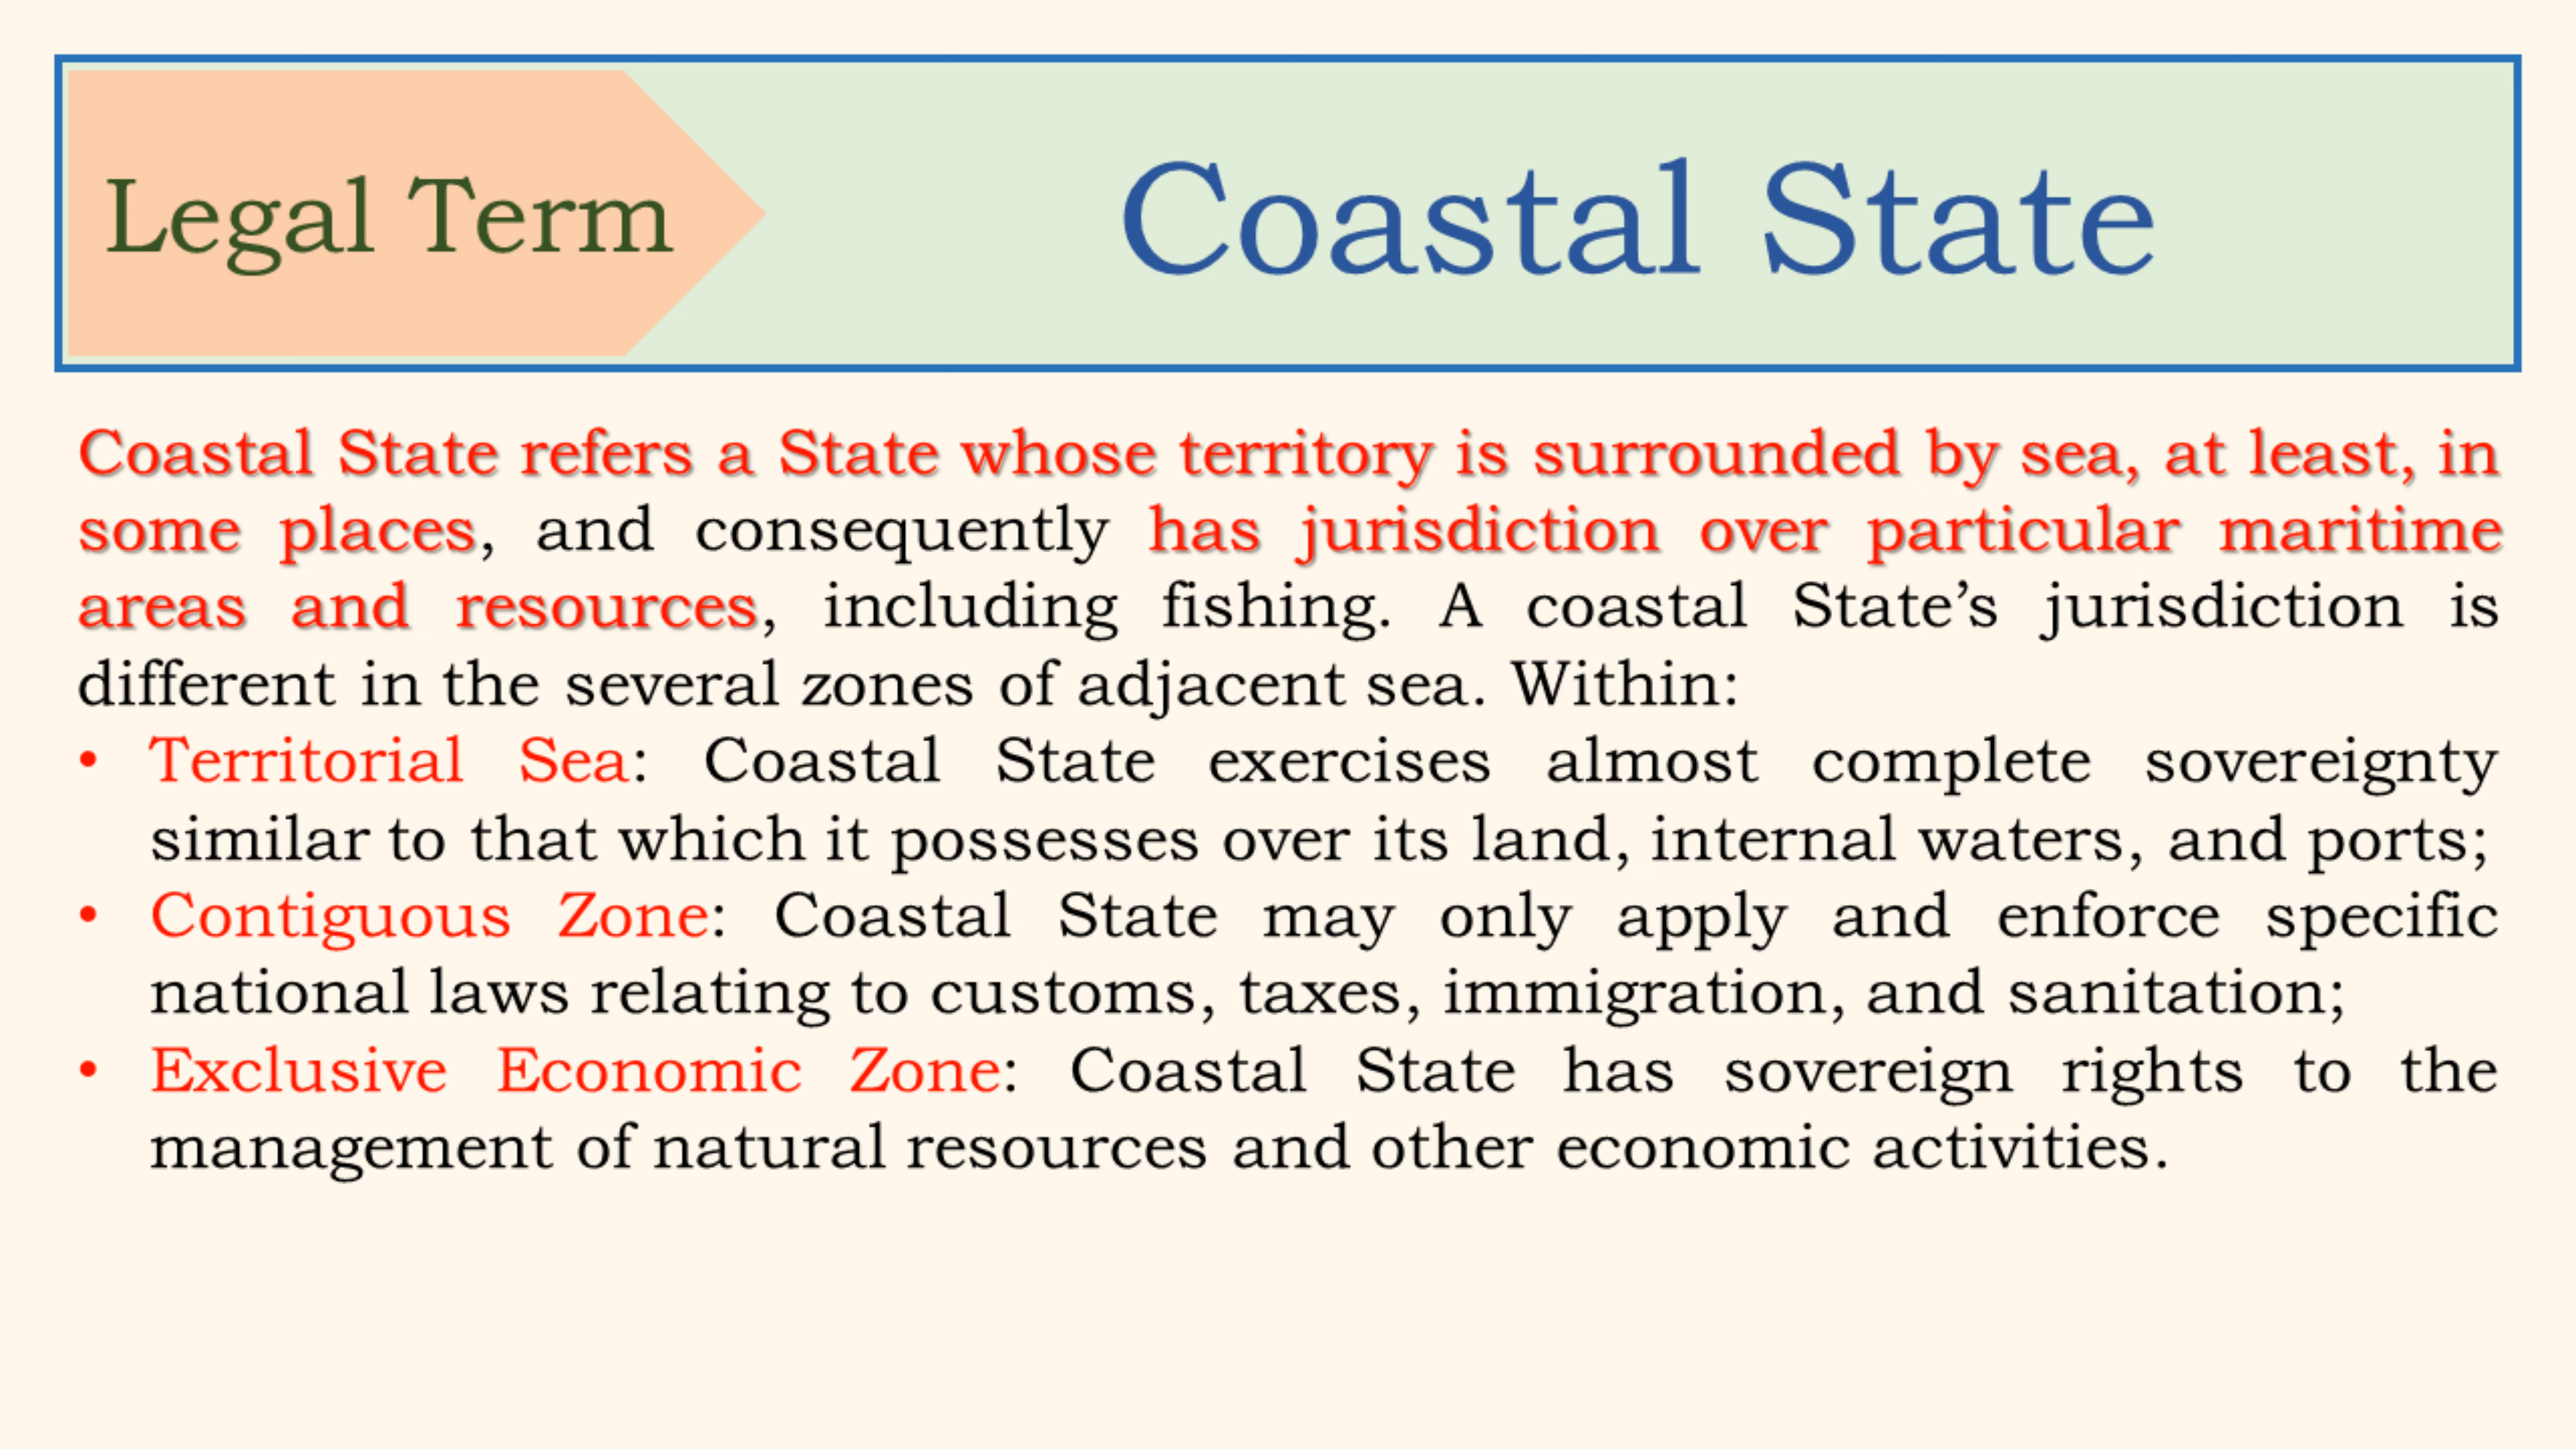 Legal Term
Coastal State
Coastal State refers a State whose territory is surrounded by sea, at least, in
some places, and consequently has jurisdiction over particular maritime
areas and resources, including fishing. A coastal State’s jurisdiction is
different in the several zones of adjacent sea. Within:
• Territorial Sea: Coastal State exercises almost complete sovereignty
similar to that which it possesses over its land, internal waters, and ports;
• Contiguous Zone: Coastal State may only apply and enforce specific
national laws relating to customs, taxes, immigration, and sanitation;
• Exclusive Economic Zone: Coastal State has sovereign rights to the
management of natural resources and other economic activities.